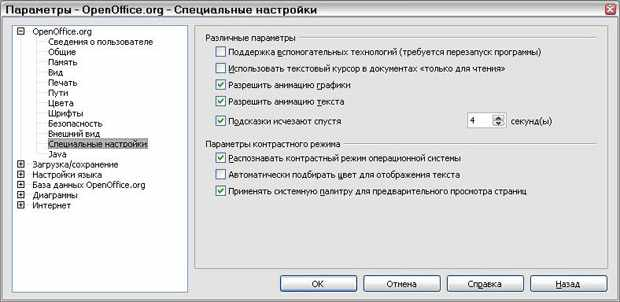 Параметры - OpenOffice.org - Специальные настройки
OpenOffice.org
Сведения о пользователе
Общие
Память
Вид
Печать
Пути
Цвета
Шрифты
Безопасность
Внешний вид
Специальные настройки
Java
Загрузка/сохранение
Настройки языка
База данных OpenOffice.org
Диаграммы
Интернет
Различные параметры
Поддержка вспомогательных технологий (требуется перезапуск программы)
Использовать текстовый курсор в документах «только для чтения»
Разрешить анимацию графики
Разрешить анимацию текста
Подсказки исчезают спустя 4 секунд(ы)
Параметры контрастного режима
Распознавать контрастный режим операционной системы
Автоматически подбирать цвет для отображения текста
Применять системную палитру для предварительного просмотра страниц
ОК Отмена Справка Назад